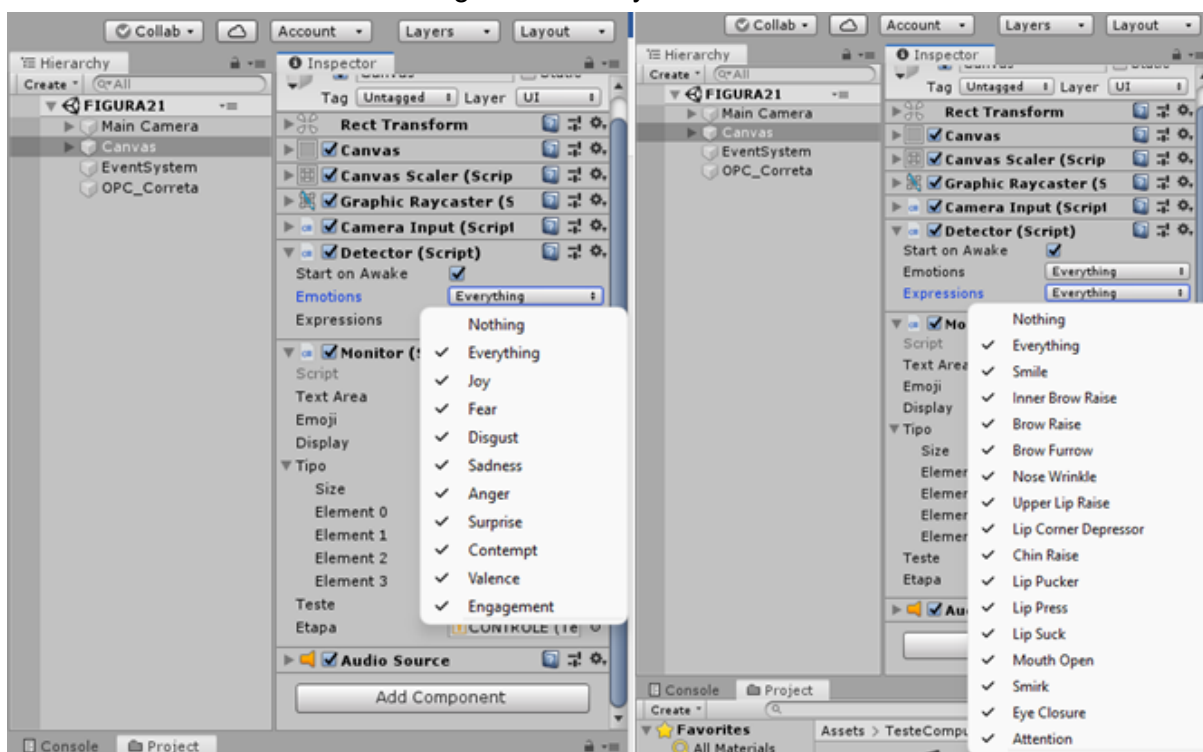 Collab
Account
Layers
Layout
Hierarchy
Create
All
FIGURA21
Main Camera
Canvas
EventSystem
OPC_Correta
Inspector
Tag Untagged Layer UI
Rect Transform
Canvas
Canvas Scaler (Scrip
Graphic Raycaster (S
Camera Input (Script
Detector (Script)
Start on Awake
Emotions Everything
Expressions
Nothing
Everything
Joy
Fear
Disgust
Sadness
Anger
Surprise
Contempt
Valence
Engagement
Monitor (S
Script
Text Area
Emoji
Display
Tipo
Size
Element 0
Element 1
Element 2
Element 3
Teste
Etapa CONTROLE (Te
Audio Source
Add Component
Console Project
Collab
Account
Layers
Layout
Hierarchy
Create
All
FIGURA21
Main Camera
Canvas
EventSystem
OPC_Correta
Inspector
Tag Untagged Layer UI
Rect Transform
Canvas
Canvas Scaler (Scrip
Graphic Raycaster (S
Camera Input (Script
Detector (Script)
Start on Awake
Emotions Everything
Expressions Everything
Nothing
Everything
Smile
Inner Brow Raise
Brow Raise
Brow Furrow
Nose Wrinkle
Upper Lip Raise
Lip Corner Depressor
Chin Raise
Lip Pucker
Lip Press
Lip Suck
Mouth Open
Smirk
Eye Closure
Attention
Mo
Script
Text Area
Emoji
Display
Tipo
Size
Elemer
Elemer
Elemer
Elemer
Teste
Etapa
Au
Console Project
Create
Favorites
All Materials
Assets > TesteCompu